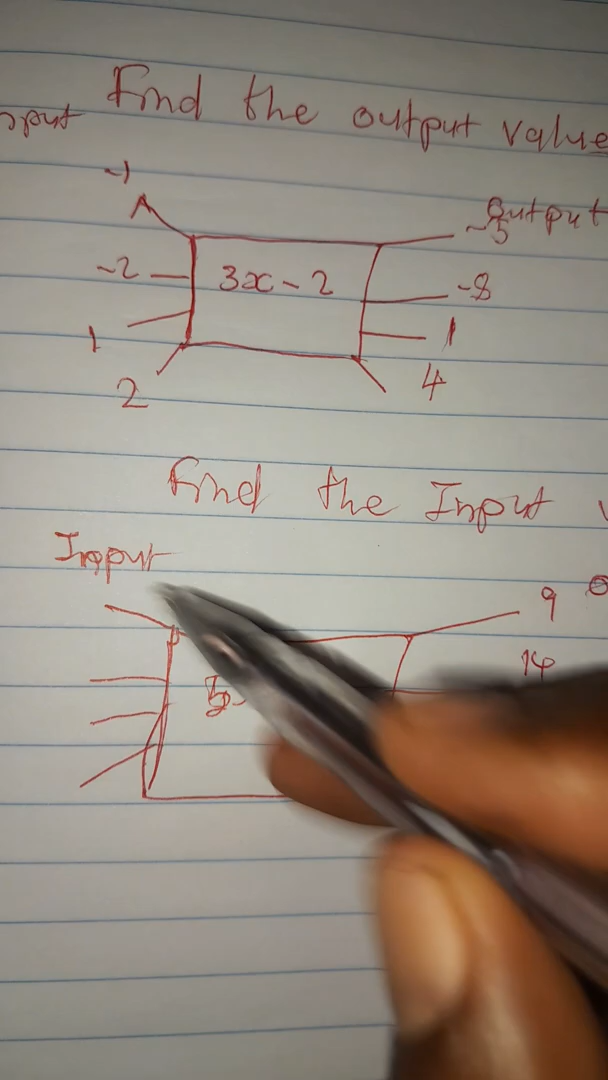 Find the output value
-1 Output
-5
-2 3x - 2 -8
1 1
2 4
Find the Input
Input
9
14
5